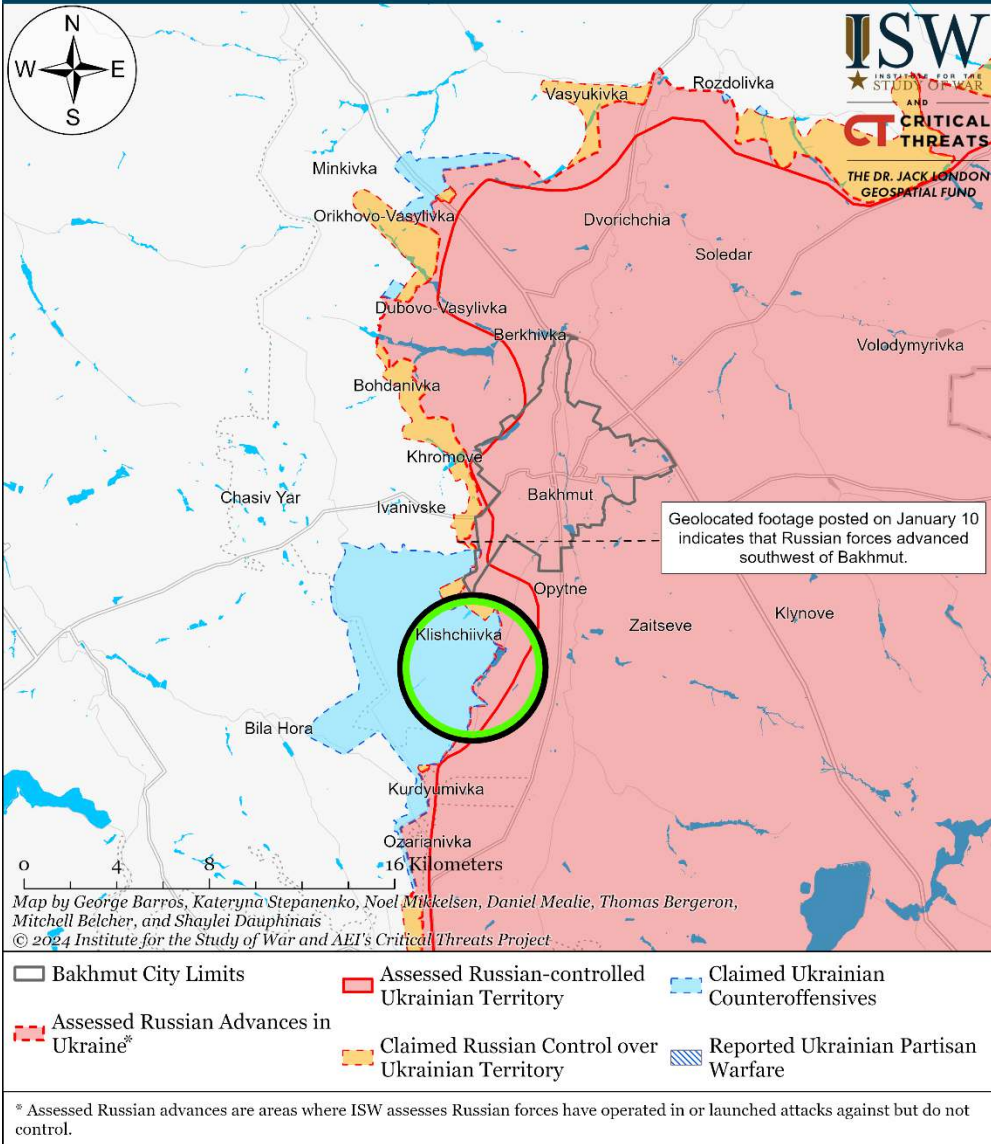 N
W E
S
ISW
INSTITUTE FOR THE
STUDY OF WAR
AND
CT CRITICAL
THREATS
THE DR. JACK LONDON
GEOSPATIAL FUND
Vasyukivka
Rozdolivka
Minkivka
Orikhovo-Vasylivka
Dvorichchia
Soledar
Dubovo-Vasylivka
Berkhivka
Volodymyrivka
Bohdanivka
Khromove
Chasiv Yar
Ivanivske
Bakhmut
Geolocated footage posted on January 10
indicates that Russian forces advanced
southwest of Bakhmut.
Opytne
Klishchiivka
Zaitseve
Klynove
Bila Hora
Kurdyumivka
Ozarianivka
0 4 8 16 Kilometers
Map by George Barros, Kateryna Stepanenko, Noel Mikkelsen, Daniel Mealie, Thomas Bergeron,
Mitchell Belcher, and Shaylei Dauphinais
© 2024 Institute for the Study of War and AEI's Critical Threats Project
Bakhmut City Limits
Assessed Russian Advances in
Ukraine*
Assessed Russian-controlled
Ukrainian Territory
Claimed Russian Control over
Ukrainian Territory
Claimed Ukrainian
Counteroffensives
Reported Ukrainian Partisan
Warfare
* Assessed Russian advances are areas where ISW assesses Russian forces have operated in or launched attacks against but do not
control.